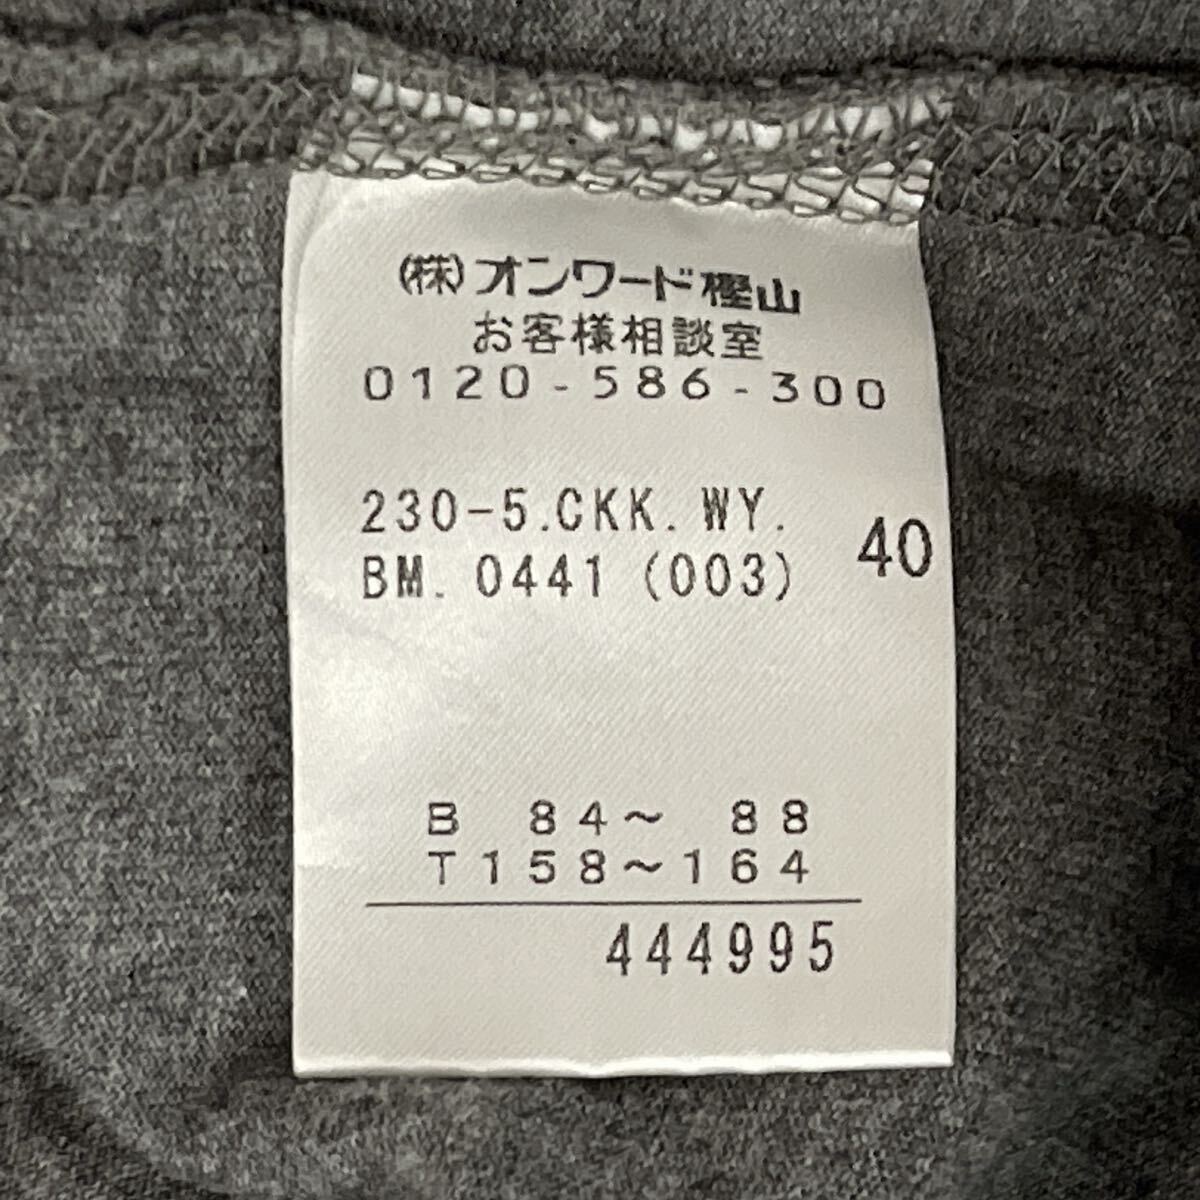 (株)オンワード樫山
お客様相談室
0120-586-300
230-5.CKK.WY.
BM.0441(003)
40
B 84~ 88
T158~164
444995